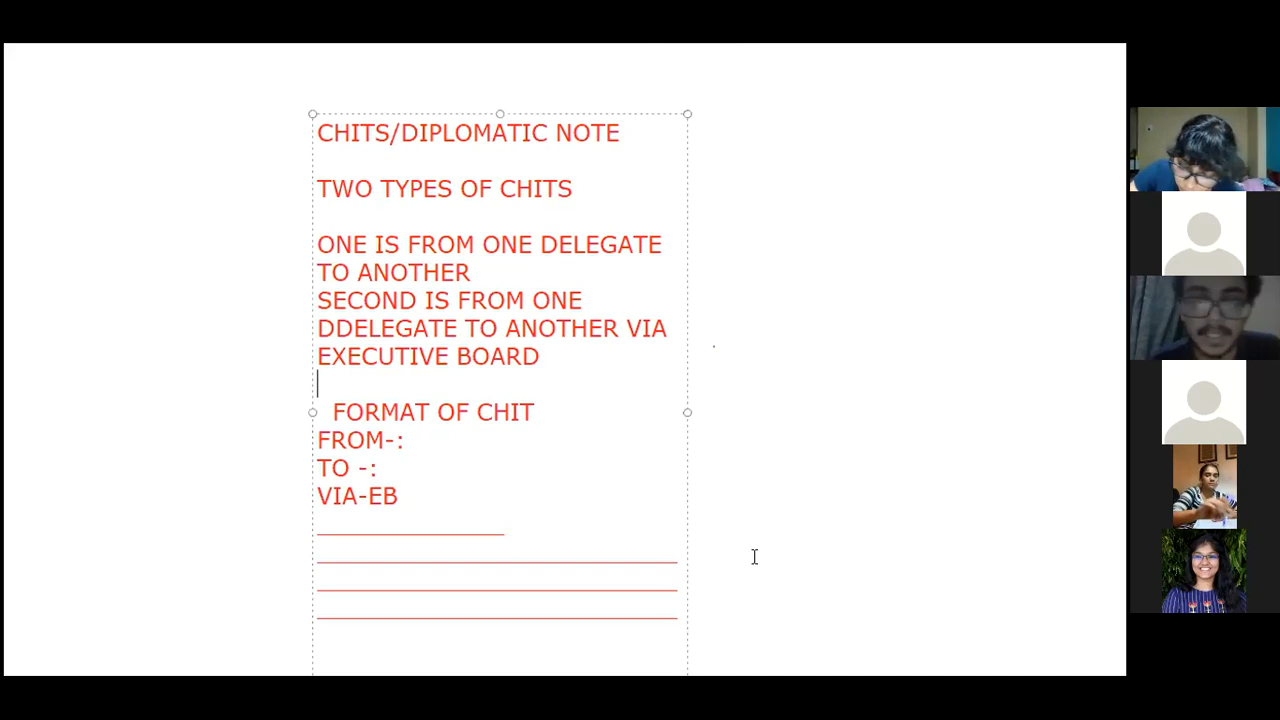 CHITS/DIPLOMATIC NOTE
TWO TYPES OF CHITS
ONE IS FROM ONE DELEGATE
TO ANOTHER
SECOND IS FROM ONE
DDELEGATE TO ANOTHER VIA
EXECUTIVE BOARD
FORMAT OF CHIT
FROM-:
TO -:
VIA-EB